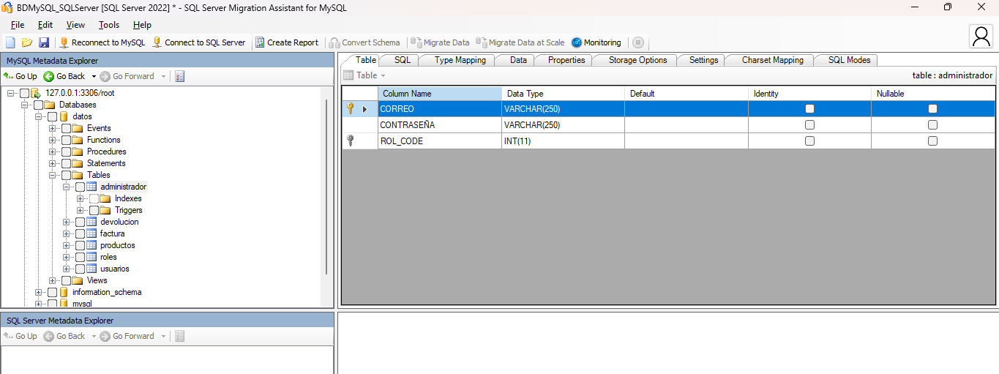 BDMySQL_SQLServer [SQL Server 2022] * - SQL Server Migration Assistant for MySQL
File Edit View Tools Help
Reconnect to MySQL Connect to SQL Server Create Report Convert Schema Migrate Data Migrate Data at Scale Monitoring
MySQL Metadata Explorer
Go Up Go Back Go Forward
127.0.0.1:3306/root
Databases
datos
Events
Functions
Procedures
Statements
Tables
administrador
Indexes
Triggers
devolucion
factura
productos
roles
usuarios
Views
information_schema
mysql
Table SQL Type Mapping Data Properties Storage Options Settings Charset Mapping SQL Modes
Table table : administrador
Column Name Data Type Default Identity Nullable
CORREO VARCHAR(250)
CONTRASEÑA VARCHAR(250)
ROL_CODE INT(11)
SQL Server Metadata Explorer
Go Up Go Back Go Forward